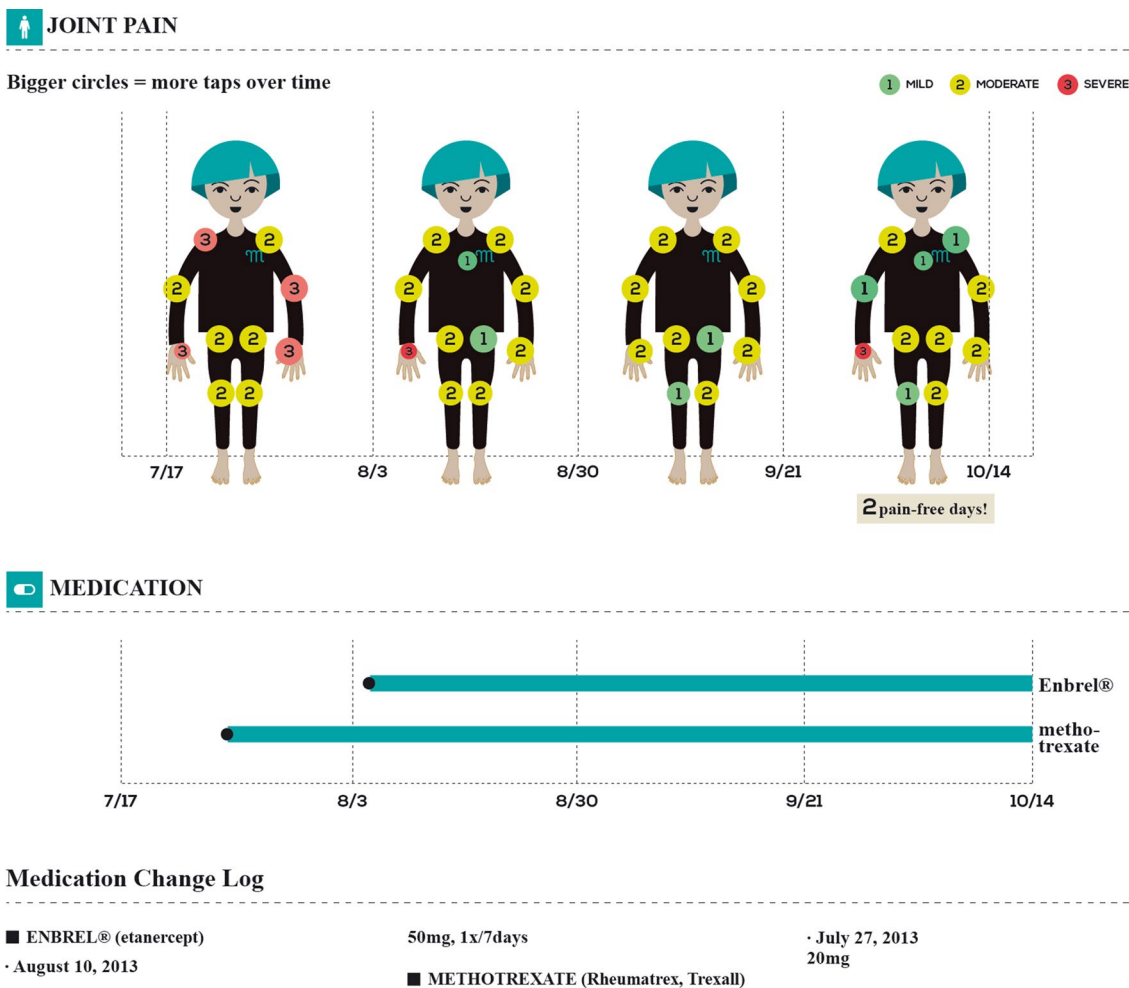 JOINT PAIN
Bigger circles = more taps over time
1 MILD 2 MODERATE 3 SEVERE
3 2 2 2 2 2 2 1
m 1 m m 1
2 3 2 2 2 2 1 2
2 2 2 1 2 1 2 2
3 3 3 2 2 2 3 2
2 2 2 2 1 2 1 2
7/17 8/3 8/30 9/21 10/14
2 pain-free days!
MEDICATION
Enbrel®
metho-
trexate
7/17 8/3 8/30 9/21 10/14
Medication Change Log
■ ENBREL® (etanercept)
· August 10, 2013
50mg, 1x/7days
■ METHOTREXATE (Rheumatrex, Trexall)
· July 27, 2013
20mg